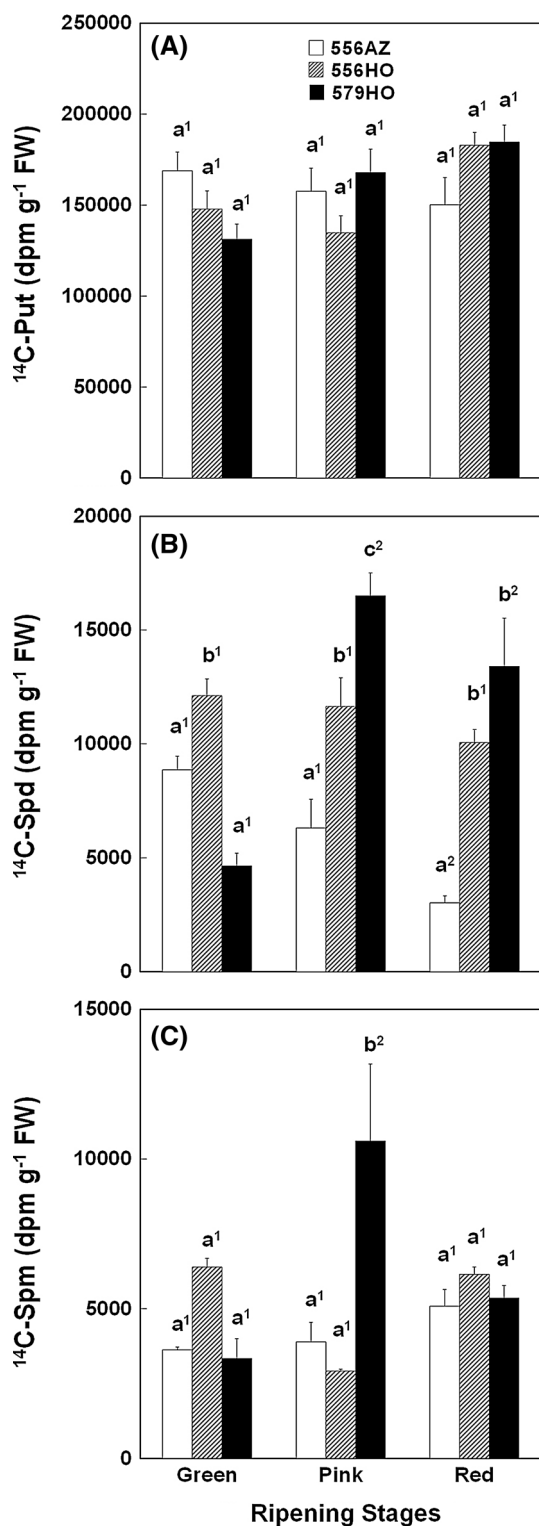 250000
(A)
556AZ
556HO
579HO
200000
a¹ a¹ a¹ a¹ a¹ a¹ a¹ a¹ a¹
150000
100000
50000
0
¹⁴C-Put (dpm g⁻¹ FW)
20000
(B)
c²
b²
15000
b¹ b¹ b¹
a¹ a¹ a¹ a²
10000
5000
0
¹⁴C-Spd (dpm g⁻¹ FW)
15000
(C)
b²
10000
a¹ a¹ a¹ a¹ a¹ a¹ a¹ a¹
5000
0
¹⁴C-Spm (dpm g⁻¹ FW)
Green Pink Red
Ripening Stages